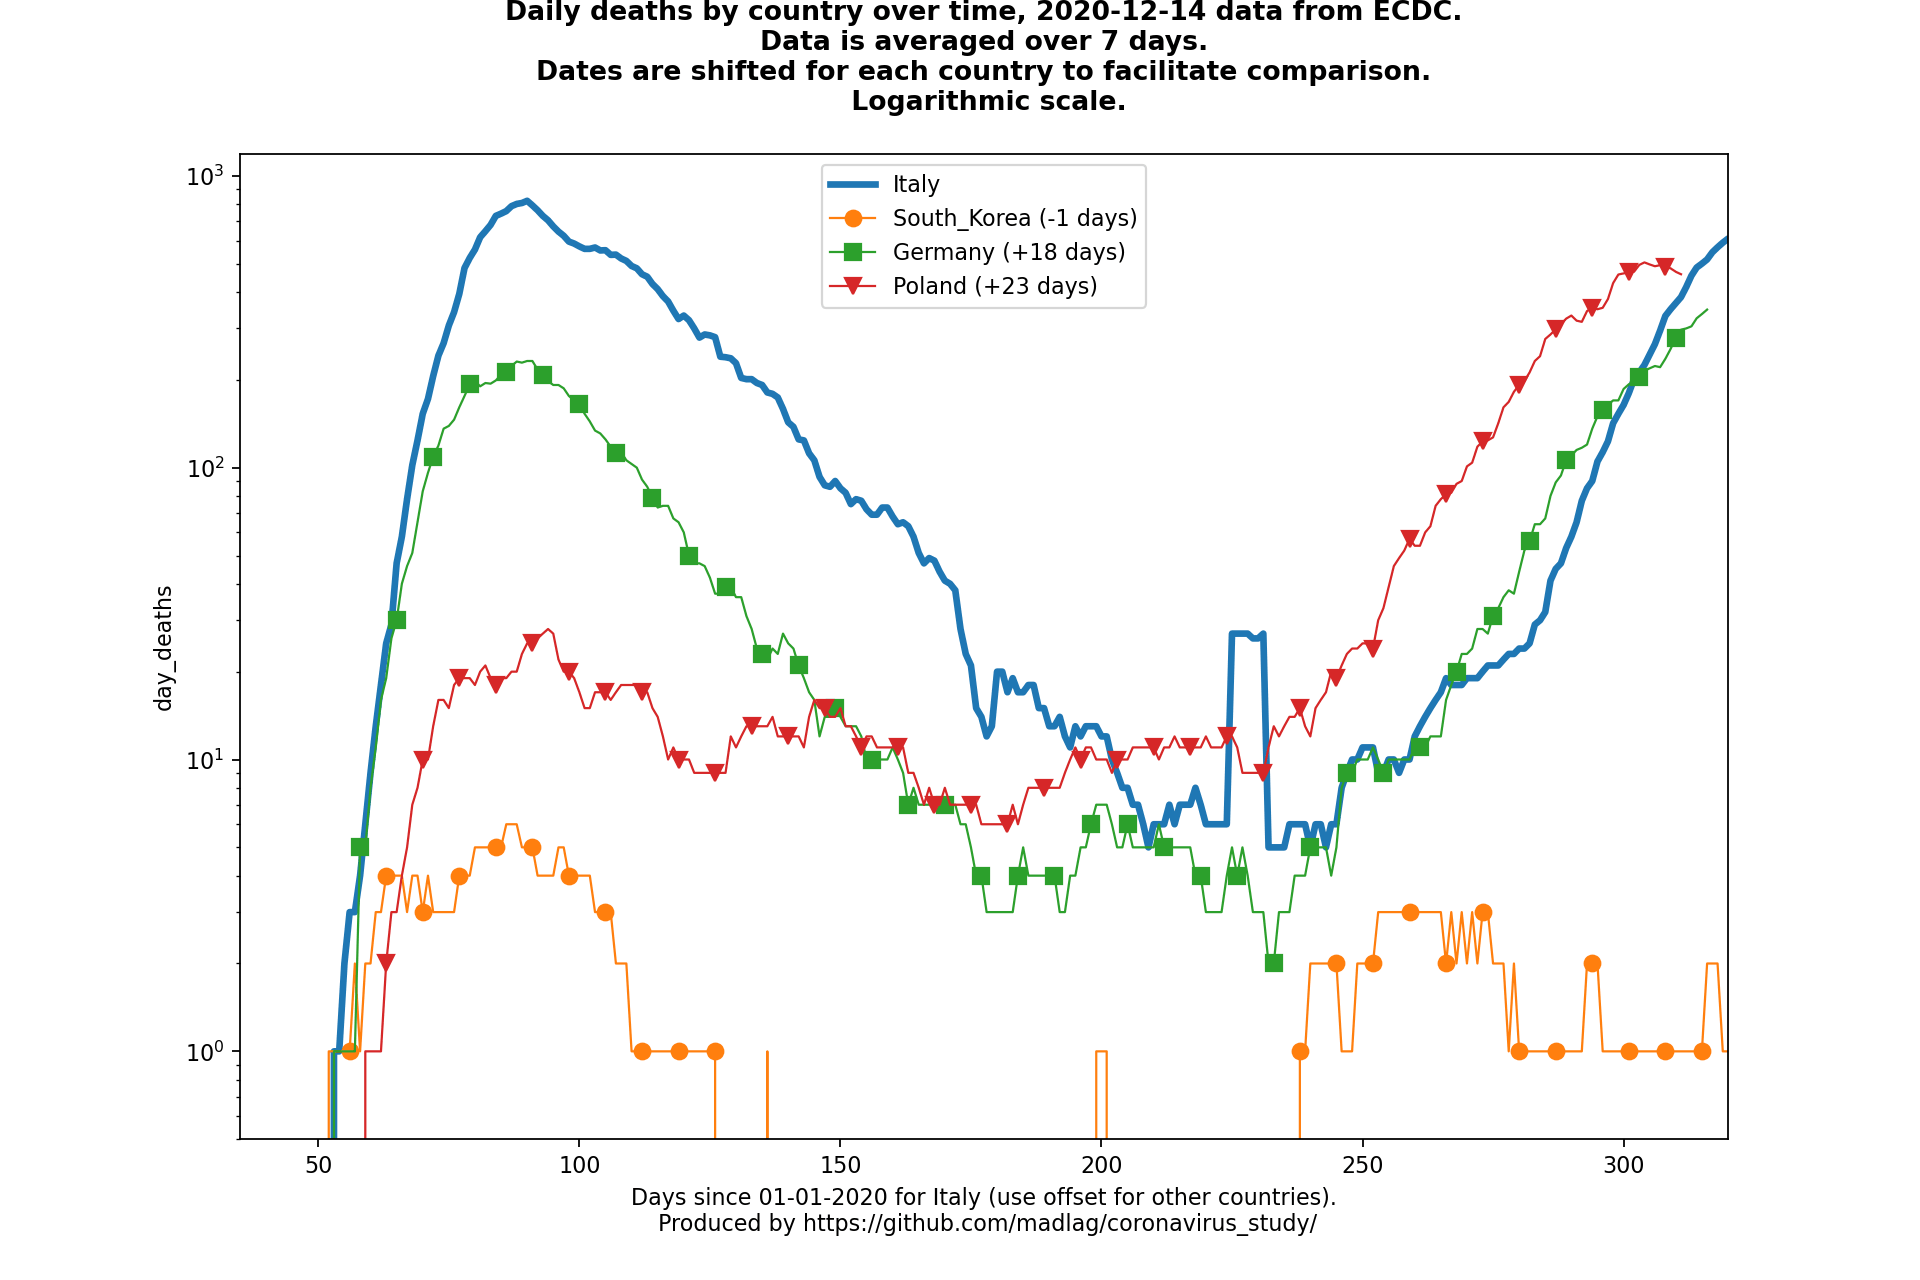 Daily deaths by country over time, 2020-12-14 data from ECDC.
Data is averaged over 7 days.
Dates are shifted for each country to facilitate comparison.
Logarithmic scale.
Italy
South_Korea (-1 days)
Germany (+18 days)
Poland (+23 days)
day_deaths
10³
10²
10¹
10⁰
50 100 150 200 250 300
Days since 01-01-2020 for Italy (use offset for other countries).
Produced by https://github.com/madlag/coronavirus_study/